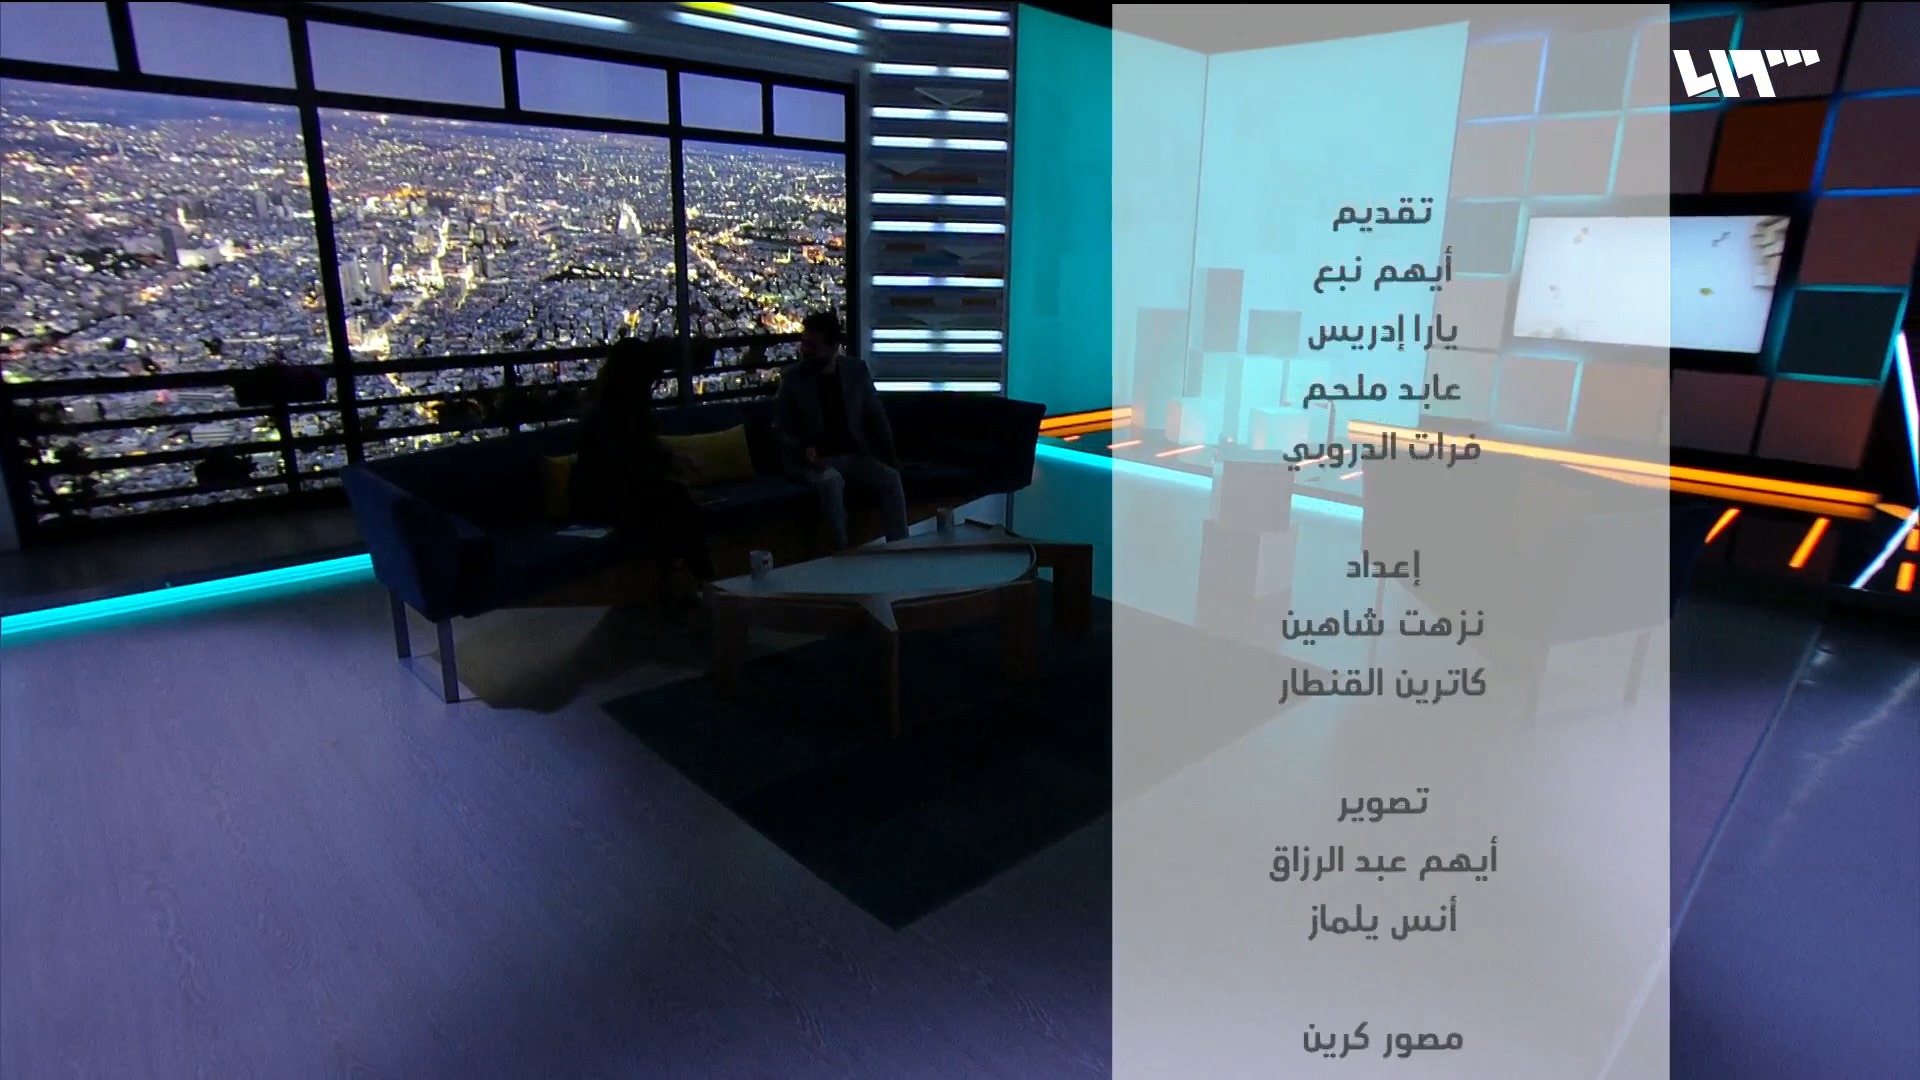 تقديم
أيهم نبع
يارا إدريس
عابد ملحم
فرات الدروبي
إعداد
نزهت شاهين
كاترين القنطار
تصوير
أيهم عبد الرزاق
أنس يلماز
مصور كرين